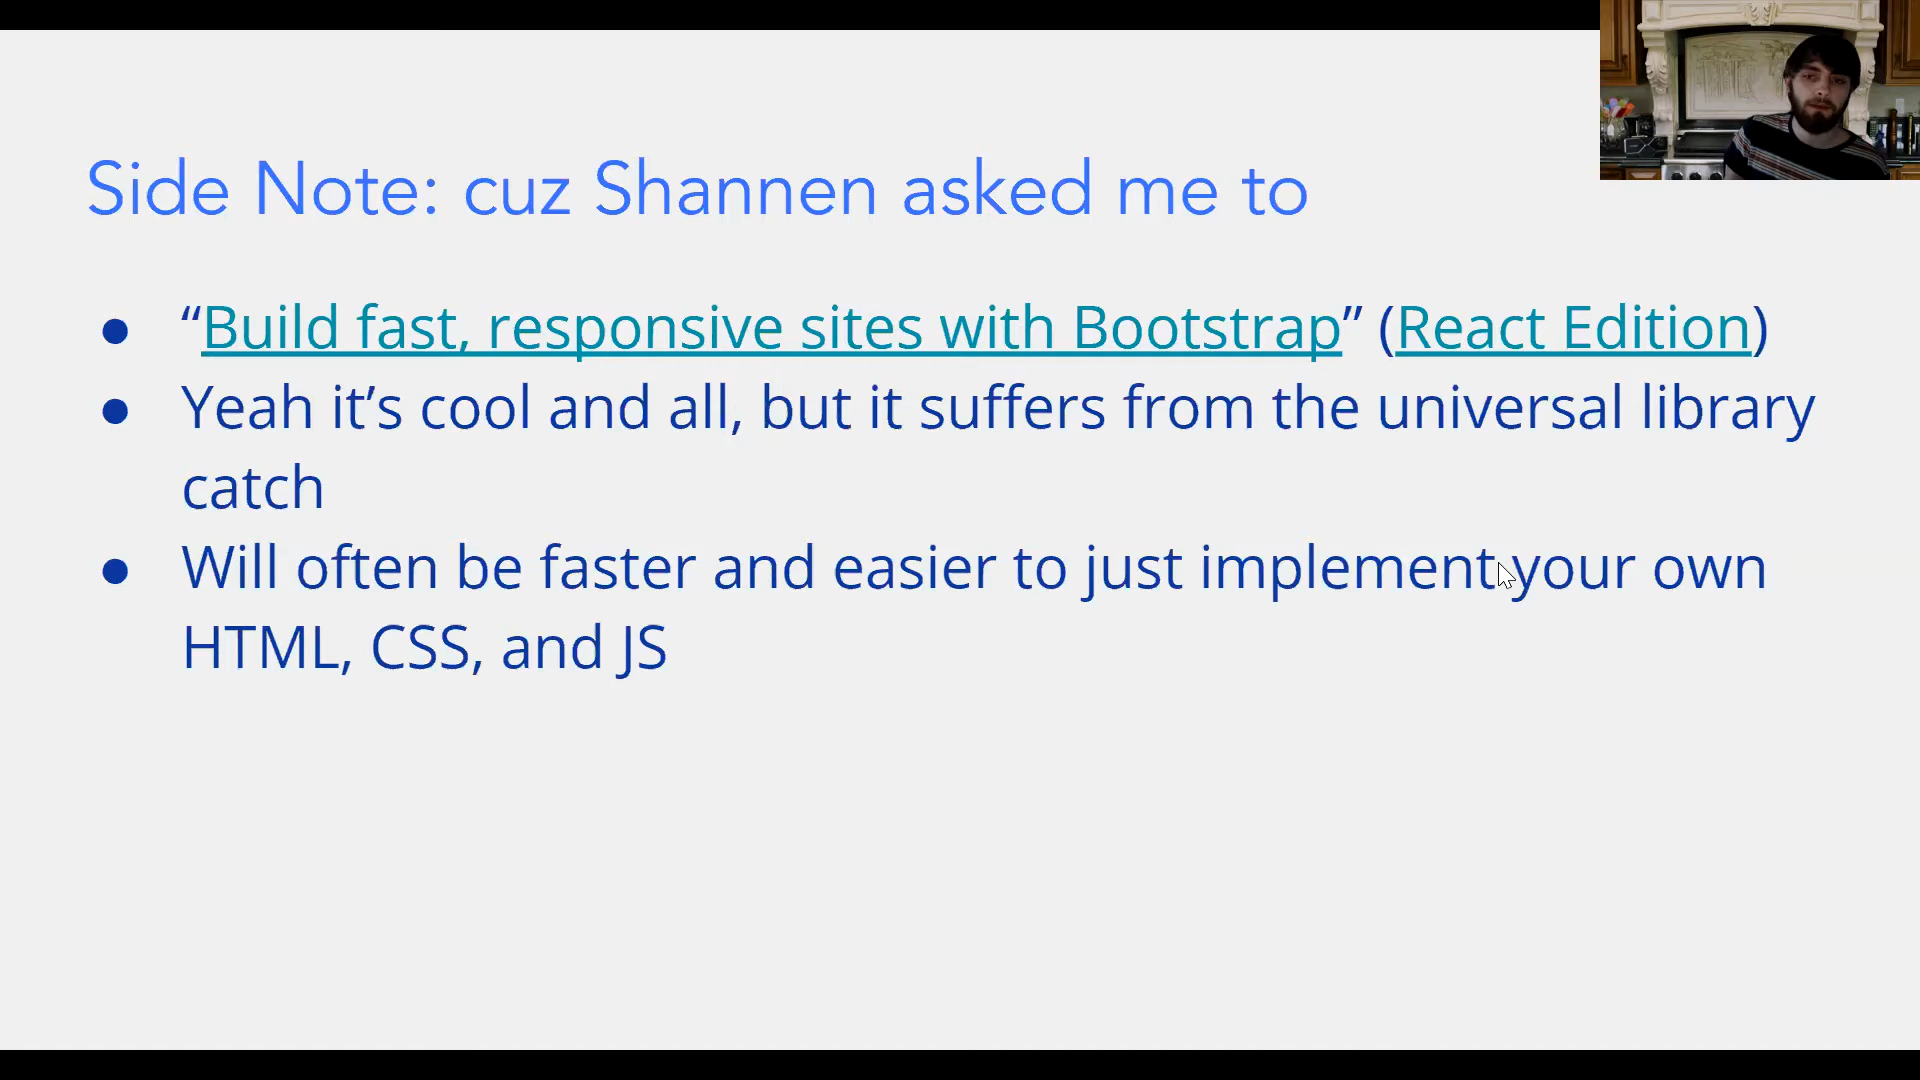 Side Note: cuz Shannen asked me to
● “Build fast, responsive sites with Bootstrap” (React Edition)
● Yeah it’s cool and all, but it suffers from the universal library
catch
● Will often be faster and easier to just implement your own
HTML, CSS, and JS